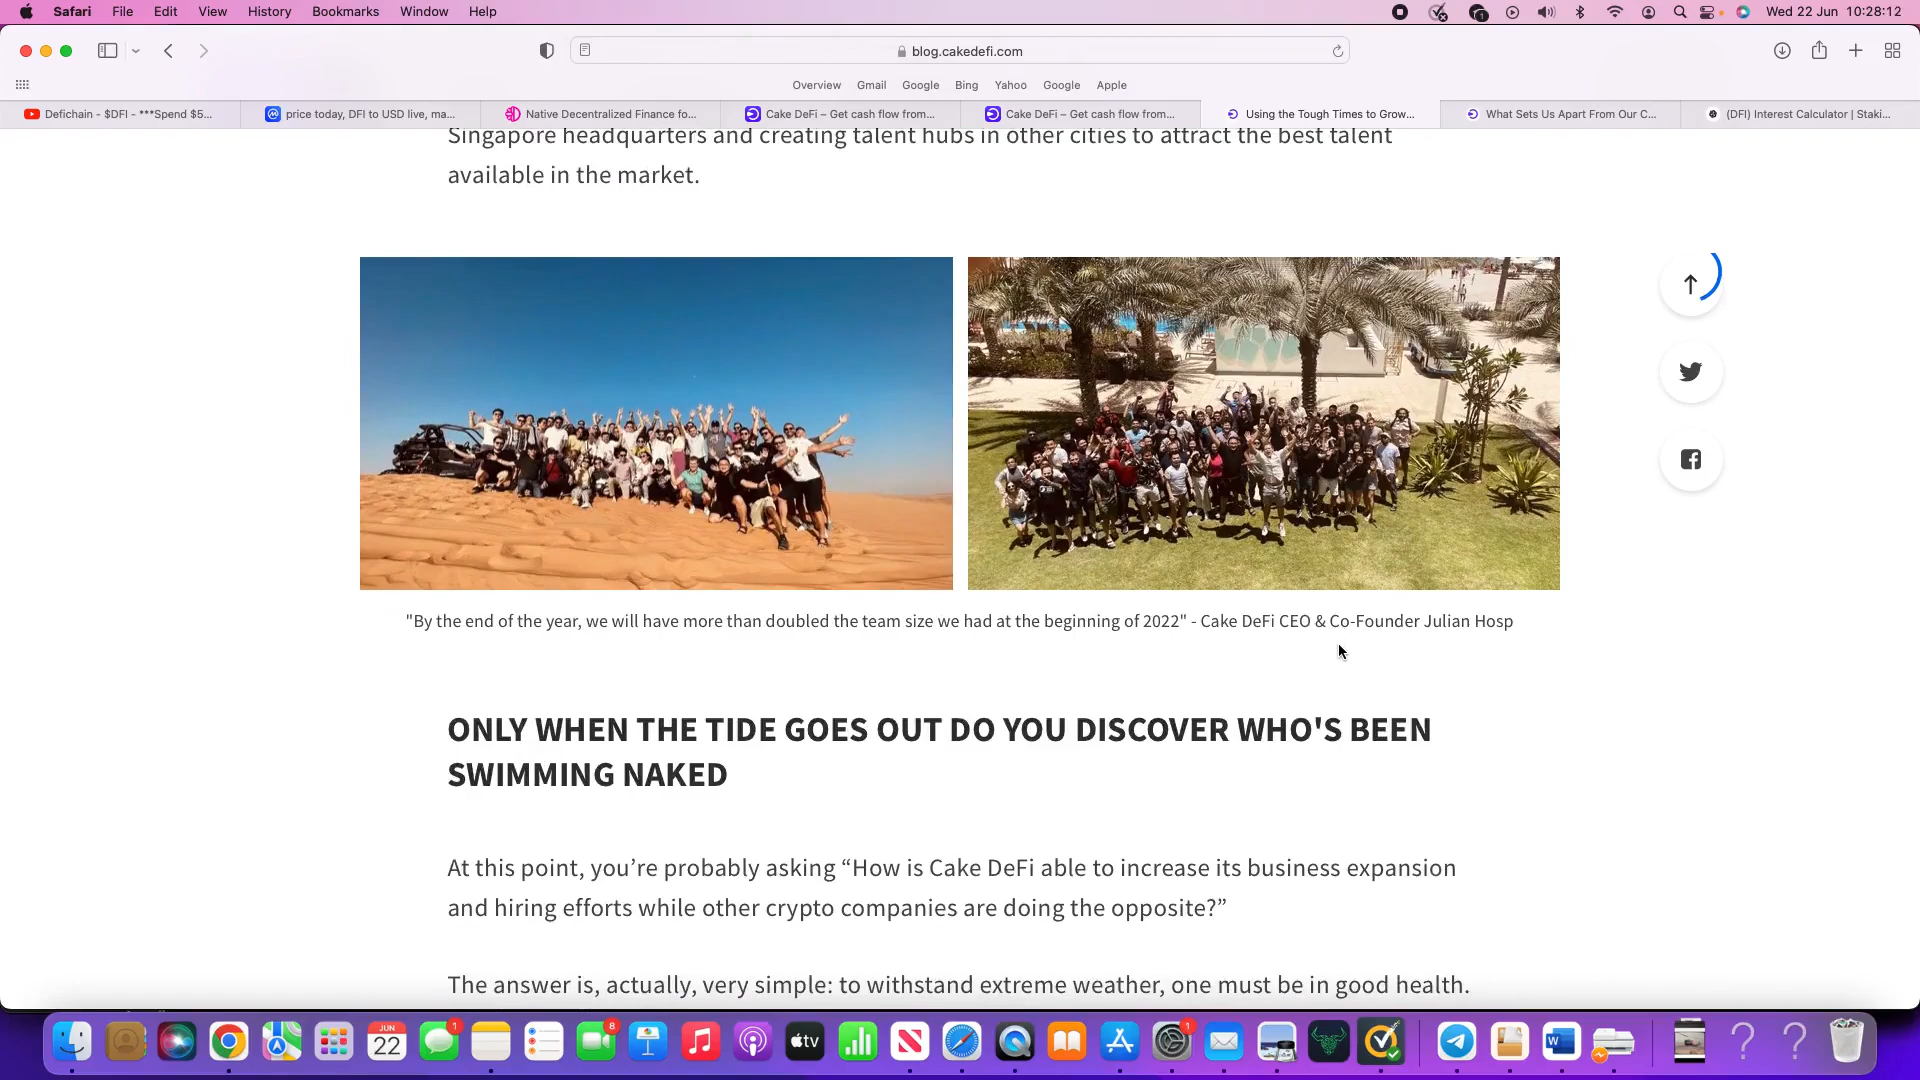 Safari File Edit View History Bookmarks Window Help
1
Wed 22 Jun 10:28:12
blog.cakedefi.com
Overview Gmail Google Bing Yahoo Google Apple
Defichain - $DFI - ***Spend $5...
price today, DFI to USD live, ma...
Native Decentralized Finance fo...
Cake DeFi – Get cash flow from...
Cake DeFi – Get cash flow from...
Using the Tough Times to Grow...
What Sets Us Apart From Our C...
(DFI) Interest Calculator | Staki...
Singapore headquarters and creating talent hubs in other cities to attract the best talent
available in the market.
"By the end of the year, we will have more than doubled the team size we had at the beginning of 2022" - Cake DeFi CEO & Co-Founder Julian Hosp
ONLY WHEN THE TIDE GOES OUT DO YOU DISCOVER WHO'S BEEN
SWIMMING NAKED
At this point, you’re probably asking “How is Cake DeFi able to increase its business expansion
and hiring efforts while other crypto companies are doing the opposite?”
The answer is, actually, very simple: to withstand extreme weather, one must be in good health.
JUN
22
1
8
tv
1
W